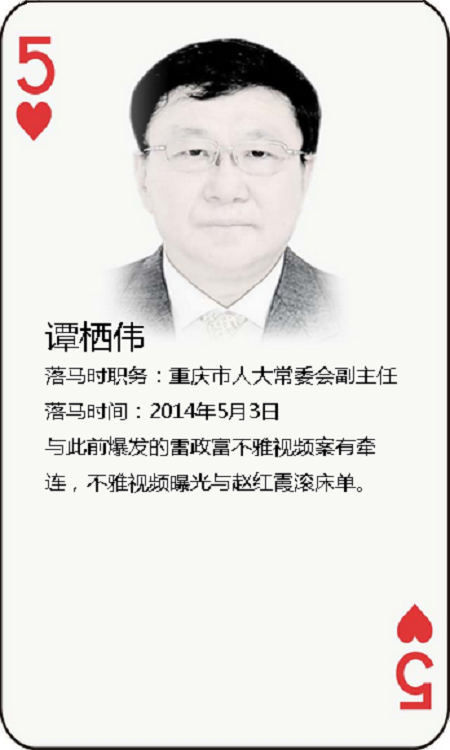 5
谭栖伟
落马时职务：重庆市人大常委会副主任
落马时间：2014年5月3日
与此前爆发的雷政富不雅视频案有牵
连，不雅视频曝光与赵红霞滚床单。
5